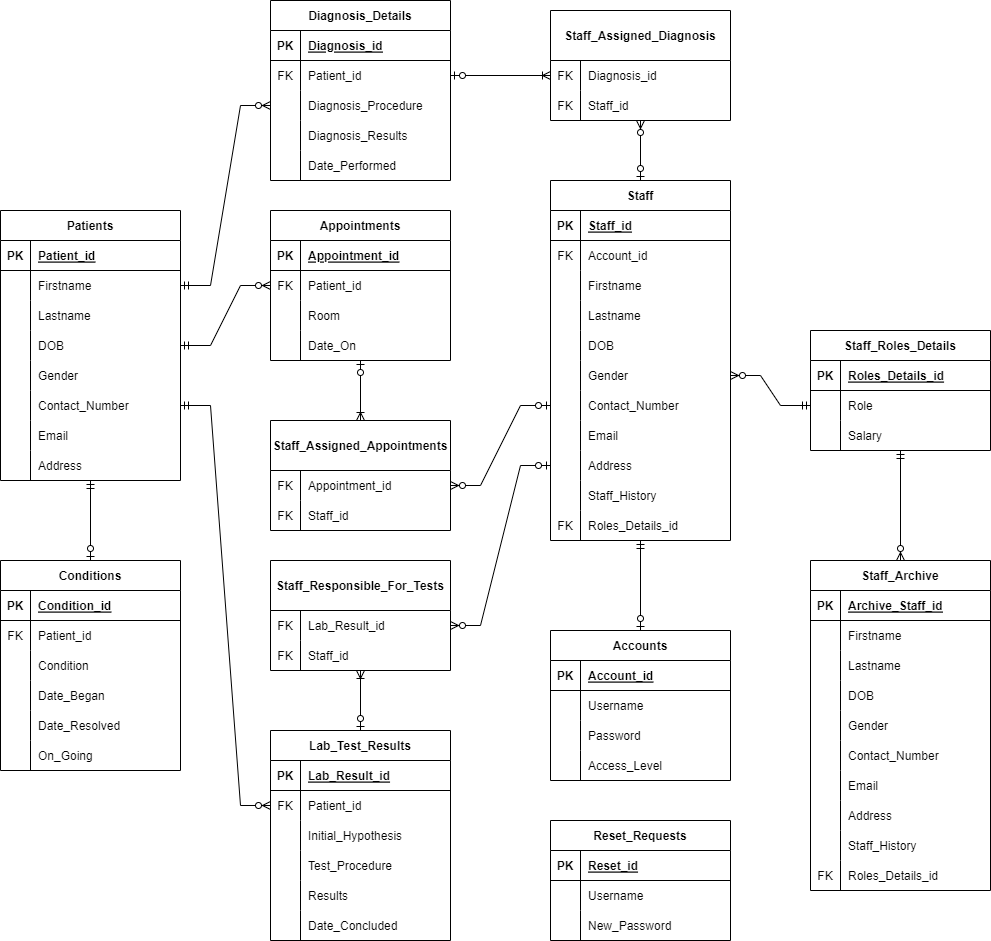 Diagnosis_Details
PK Diagnosis_id
FK Patient_id
Diagnosis_Procedure
Diagnosis_Results
Date_Performed
Staff_Assigned_Diagnosis
FK Diagnosis_id
FK Staff_id
Patients
PK Patient_id
Firstname
Lastname
DOB
Gender
Contact_Number
Email
Address
Appointments
PK Appointment_id
FK Patient_id
Room
Date_On
Staff
PK Staff_id
FK Account_id
Firstname
Lastname
DOB
Gender
Contact_Number
Email
Address
Staff_History
FK Roles_Details_id
Staff_Roles_Details
PK Roles_Details_id
Role
Salary
Staff_Assigned_Appointments
FK Appointment_id
FK Staff_id
Conditions
PK Condition_id
FK Patient_id
Condition
Date_Began
Date_Resolved
On_Going
Staff_Responsible_For_Tests
FK Lab_Result_id
FK Staff_id
Staff_Archive
PK Archive_Staff_id
Firstname
Lastname
DOB
Gender
Contact_Number
Email
Address
Staff_History
FK Roles_Details_id
Accounts
PK Account_id
Username
Password
Access_Level
Lab_Test_Results
PK Lab_Result_id
FK Patient_id
Initial_Hypothesis
Test_Procedure
Results
Date_Concluded
Reset_Requests
PK Reset_id
Username
New_Password